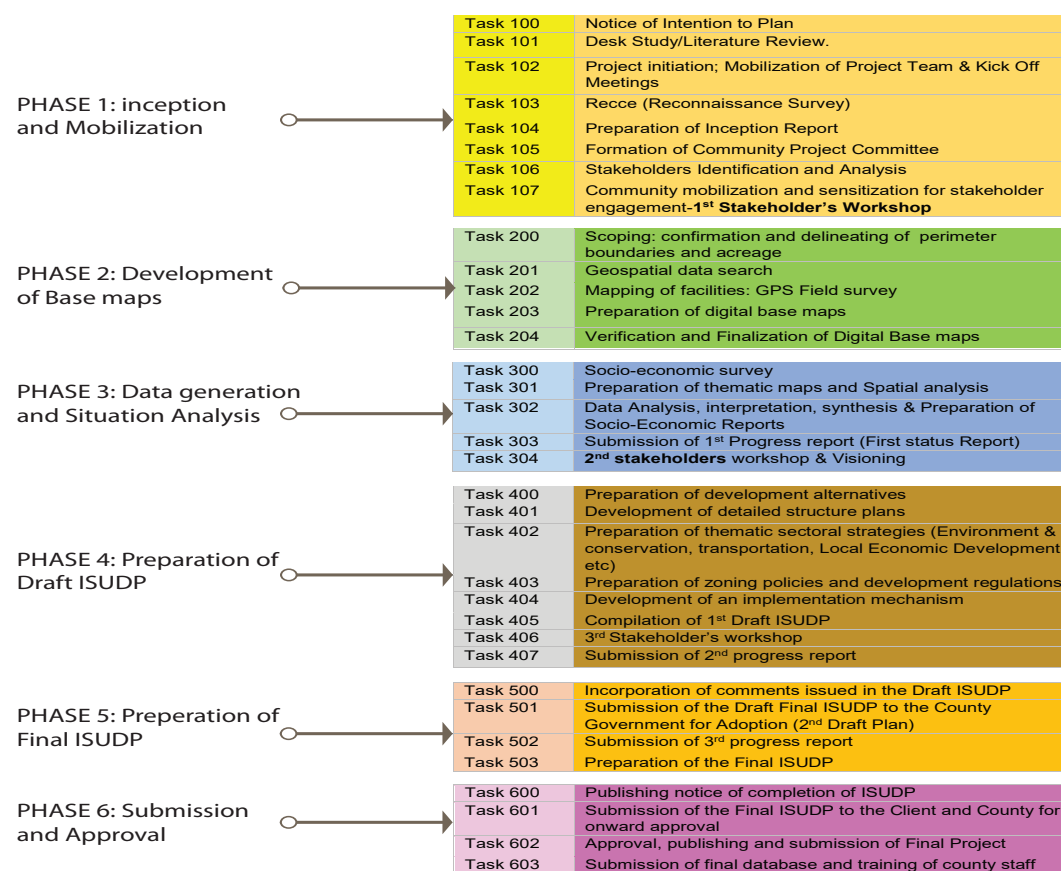 PHASE 1: inception
and Mobilization
Task 100 Notice of Intention to Plan
Task 101 Desk Study/Literature Review.
Task 102 Project initiation; Mobilization of Project Team & Kick Off
Meetings
Task 103 Recce (Reconnaissance Survey)
Task 104 Preparation of Inception Report
Task 105 Formation of Community Project Committee
Task 106 Stakeholders Identification and Analysis
Task 107 Community mobilization and sensitization for stakeholder
engagement-1st Stakeholder's Workshop
PHASE 2: Development
of Base maps
Task 200 Scoping: confirmation and delineating of perimeter
boundaries and acreage
Task 201 Geospatial data search
Task 202 Mapping of facilities: GPS Field survey
Task 203 Preparation of digital base maps
Task 204 Verification and Finalization of Digital Base maps
PHASE 3: Data generation
and Situation Analysis
Task 300 Socio-economic survey
Task 301 Preparation of thematic maps and Spatial analysis
Task 302 Data Analysis, interpretation, synthesis & Preparation of
Socio-Economic Reports
Task 303 Submission of 1st Progress report (First status Report)
Task 304 2nd stakeholders workshop & Visioning
PHASE 4: Preparation of
Draft ISUDP
Task 400 Preparation of development alternatives
Task 401 Development of detailed structure plans
Task 402 Preparation of thematic sectoral strategies (Environment &
conservation, transportation, Local Economic Development
etc)
Task 403 Preparation of zoning policies and development regulations
Task 404 Development of an implementation mechanism
Task 405 Compilation of 1st Draft ISUDP
Task 406 3rd Stakeholder's workshop
Task 407 Submission of 2nd progress report
PHASE 5: Preperation of
Final ISUDP
Task 500 Incorporation of comments issued in the Draft ISUDP
Task 501 Submission of the Draft Final ISUDP to the County
Government for Adoption (2nd Draft Plan)
Task 502 Submission of 3rd progress report
Task 503 Preparation of the Final ISUDP
PHASE 6: Submission
and Approval
Task 600 Publishing notice of completion of ISUDP
Task 601 Submission of the Final ISUDP to the Client and County for
onward approval
Task 602 Approval, publishing and submission of Final Project
Task 603 Submission of final database and training of county staff